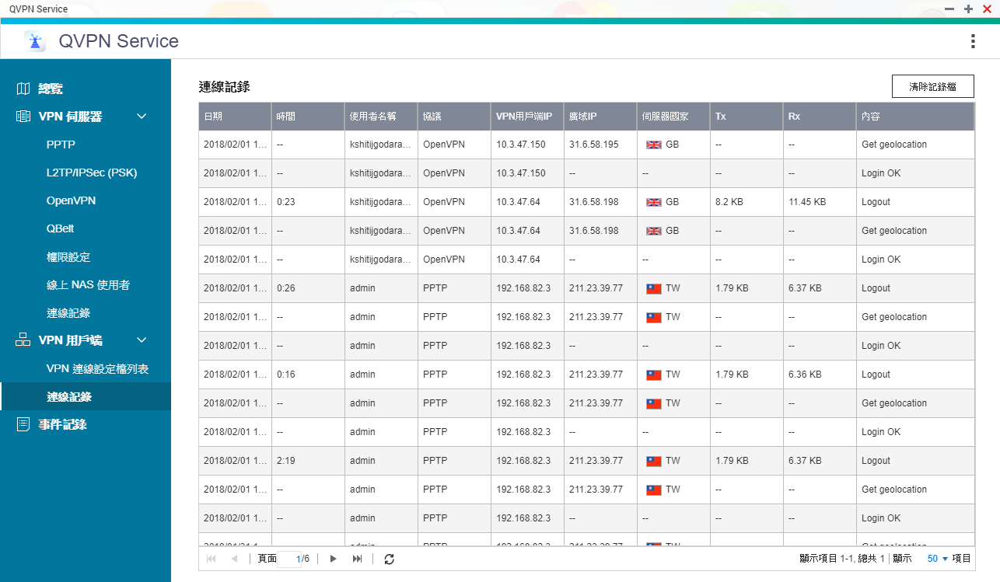 QVPN Service
QVPN Service
總覽
VPN 伺服器
PPTP
L2TP/IPSec (PSK)
OpenVPN
QBelt
權限設定
線上 NAS 使用者
連線記錄
VPN 用戶端
VPN 連線設定檔列表
連線記錄
事件記錄
連線記錄
清除記錄檔
日期 時間 使用者名稱 協議 VPN用戶端IP 廣域IP 伺服器國家 Tx Rx 內容
2018/02/01 1... -- kshitijgodara... OpenVPN 10.3.47.150 31.6.58.195 GB -- -- Get geolocation
2018/02/01 1... -- kshitijgodara... OpenVPN 10.3.47.150 -- -- -- -- Login OK
2018/02/01 1... 0:23 kshitijgodara... OpenVPN 10.3.47.64 31.6.58.198 GB 8.2 KB 11.45 KB Logout
2018/02/01 1... -- kshitijgodara... OpenVPN 10.3.47.64 31.6.58.198 GB -- -- Get geolocation
2018/02/01 1... -- kshitijgodara... OpenVPN 10.3.47.64 -- -- -- -- Login OK
2018/02/01 1... 0:26 admin PPTP 192.168.82.3 211.23.39.77 TW 1.79 KB 6.37 KB Logout
2018/02/01 1... -- admin PPTP 192.168.82.3 211.23.39.77 TW -- -- Get geolocation
2018/02/01 1... -- admin PPTP 192.168.82.3 -- -- -- -- Login OK
2018/02/01 1... 0:16 admin PPTP 192.168.82.3 211.23.39.77 TW 1.79 KB 6.36 KB Logout
2018/02/01 1... -- admin PPTP 192.168.82.3 211.23.39.77 TW -- -- Get geolocation
2018/02/01 1... -- admin PPTP 192.168.82.3 -- -- -- -- Login OK
2018/02/01 1... 2:19 admin PPTP 192.168.82.3 211.23.39.77 TW 1.79 KB 6.37 KB Logout
2018/02/01 1... -- admin PPTP 192.168.82.3 211.23.39.77 TW -- -- Get geolocation
2018/02/01 1... -- admin PPTP 192.168.82.3 -- -- -- -- Login OK
頁面 1/6
顯示項目 1-1, 總共 1 顯示 50 項目